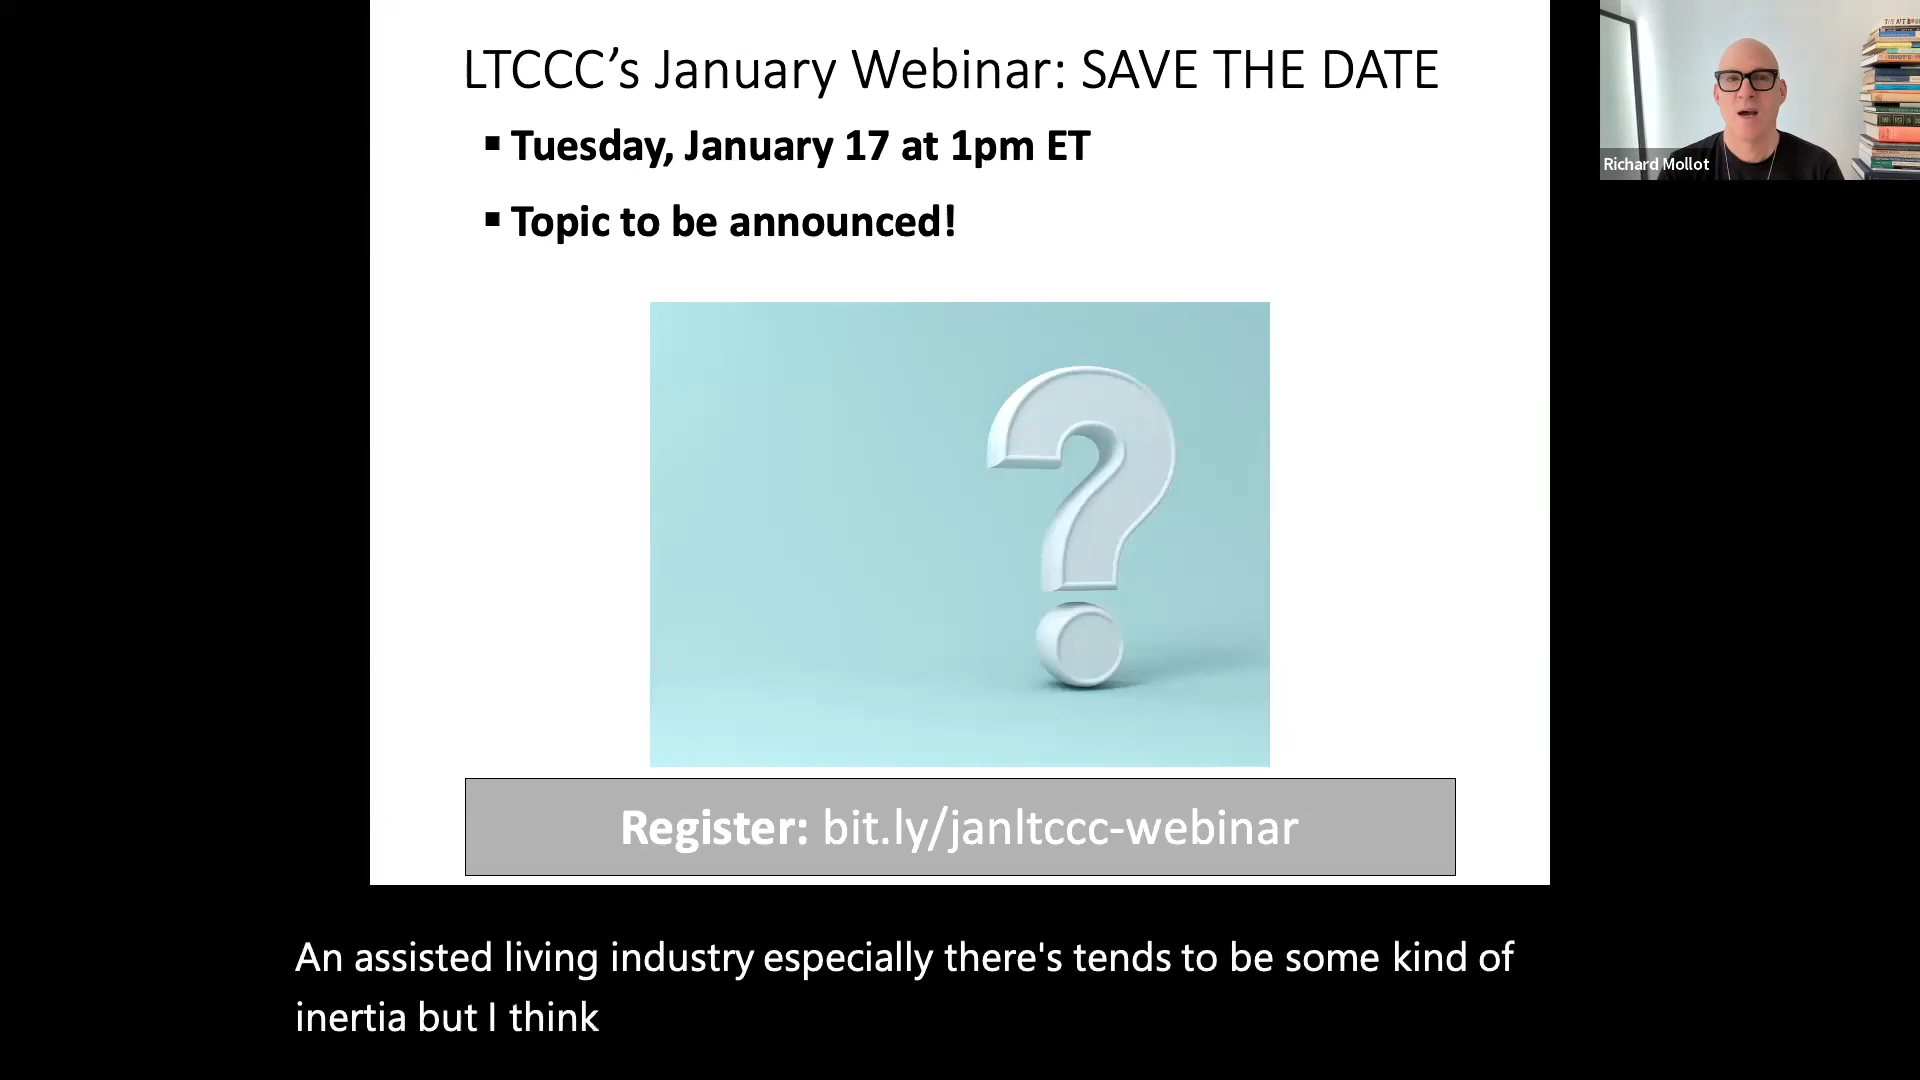 LTCCC’s January Webinar: SAVE THE DATE
▪ Tuesday, January 17 at 1pm ET
▪ Topic to be announced!
?
Register: bit.ly/janltccc-webinar
Richard Mollot
An assisted living industry especially there's tends to be some kind of
inertia but I think